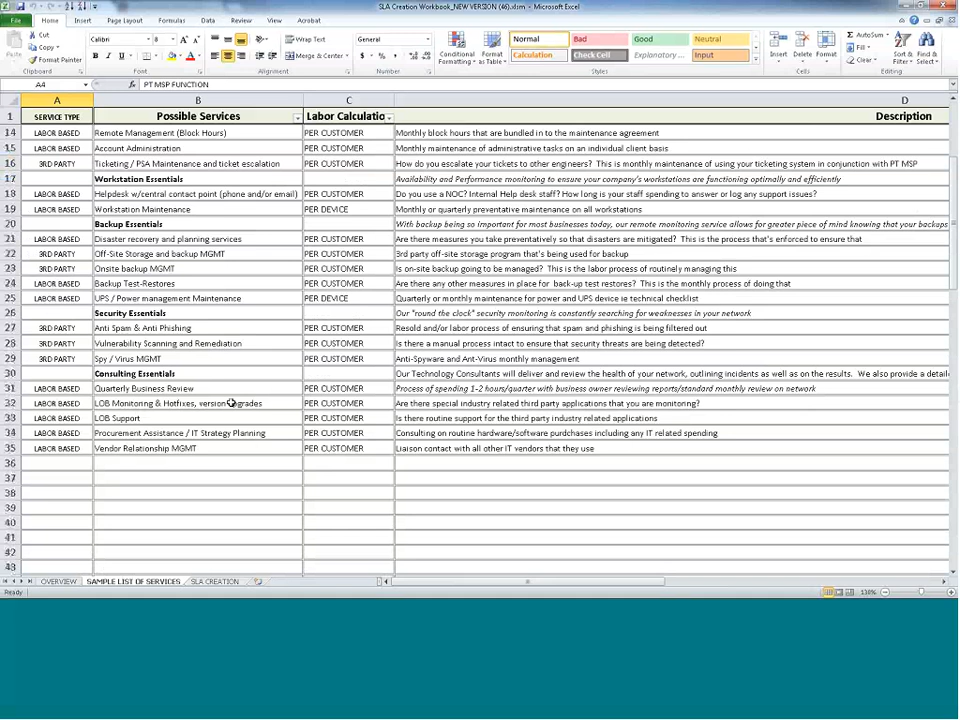 SLA Creation Workbook_NEW VERSION (46).xlsm - Microsoft Excel
File Home Insert Page Layout Formulas Data Review View Acrobat
Cut Calibri 8 Wrap Text General Normal Bad Good Neutral AutoSum
Paste Copy Format Painter B I U Merge & Center $ % , Conditional Formatting Format as Table Calculation Check Cell Explanatory ... Input Insert Delete Format Fill Clear Sort & Filter Find & Select
Clipboard Font Alignment Number Styles Cells Editing
A4 fx PT MSP FUNCTION
A B C D
1 SERVICE TYPE Possible Services Labor Calculatio Description
14 LABOR BASED Remote Management (Block Hours) PER CUSTOMER Monthly block hours that are bundled in to the maintenance agreement
15 LABOR BASED Account Administration PER CUSTOMER Monthly maintenance of administrative tasks on an individual client basis
16 3RD PARTY Ticketing / PSA Maintenance and ticket escalation PER CUSTOMER How do you escalate your tickets to other engineers? This is monthly maintenance of using your ticketing system in conjunction with PT MSP
17 Workstation Essentials Availability and Performance monitoring to ensure your company's workstations are functioning optimally and efficiently
18 LABOR BASED Helpdesk w/central contact point (phone and/or email) PER CUSTOMER Do you use a NOC? Internal Help desk staff? How long is your staff spending to answer or log any support issues?
19 LABOR BASED Workstation Maintenance PER DEVICE Monthly or quarterly preventative maintenance on all workstations
20 Backup Essentials With backup being so important for most businesses today, our remote monitoring service allows for greater piece of mind knowing that your backups
21 LABOR BASED Disaster recovery and planning services PER CUSTOMER Are there measures you take preventatively so that disasters are mitigated? This is the process that's enforced to ensure that
22 3RD PARTY Off-Site Storage and backup MGMT PER CUSTOMER 3rd party off-site storage program that's being used for backup
23 3RD PARTY Onsite backup MGMT PER CUSTOMER Is on-site backup going to be managed? This is the labor process of routinely managing this
24 LABOR BASED Backup Test-Restores PER CUSTOMER Are there any other measures in place for back-up test restores? This is the monthly process of doing that
25 LABOR BASED UPS / Power management Maintenance PER DEVICE Quarterly or monthly maintenance for power and UPS device ie technical checklist
26 Security Essentials Our "round the clock" security monitoring is constantly searching for weaknesses in your network
27 3RD PARTY Anti Spam & Anti Phishing PER CUSTOMER Resold and/or labor process of ensuring that spam and phishing is being filtered out
28 3RD PARTY Vulnerability Scanning and Remediation PER CUSTOMER Is there a manual process intact to ensure that security threats are being detected?
29 3RD PARTY Spy / Virus MGMT PER CUSTOMER Anti-Spyware and Ant-Virus monthly management
30 Consulting Essentials Our Technology Consultants will deliver and review the health of your network, outlining incidents as well as on the results. We also provide a detail
31 LABOR BASED Quarterly Business Review PER CUSTOMER Process of spending 1-2 hours/quarter with business owner reviewing reports/standard monthly review on network
32 LABOR BASED LOB Monitoring & Hotfixes, version upgrades PER CUSTOMER Are there special industry related third party applications that you are monitoring?
33 LABOR BASED LOB Support PER CUSTOMER Is there routine support for the third party industry related applications
34 LABOR BASED Procurement Assistance / IT Strategy Planning PER CUSTOMER Consulting on routine hardware/software purdchases including any IT related spending
35 LABOR BASED Vendor Relationship MGMT PER CUSTOMER Liaison contact with all other IT vendors that they use
36
37
38
39
40
41
42
43
OVERVIEW SAMPLE LIST OF SERVICES SLA CREATION
Ready 138%